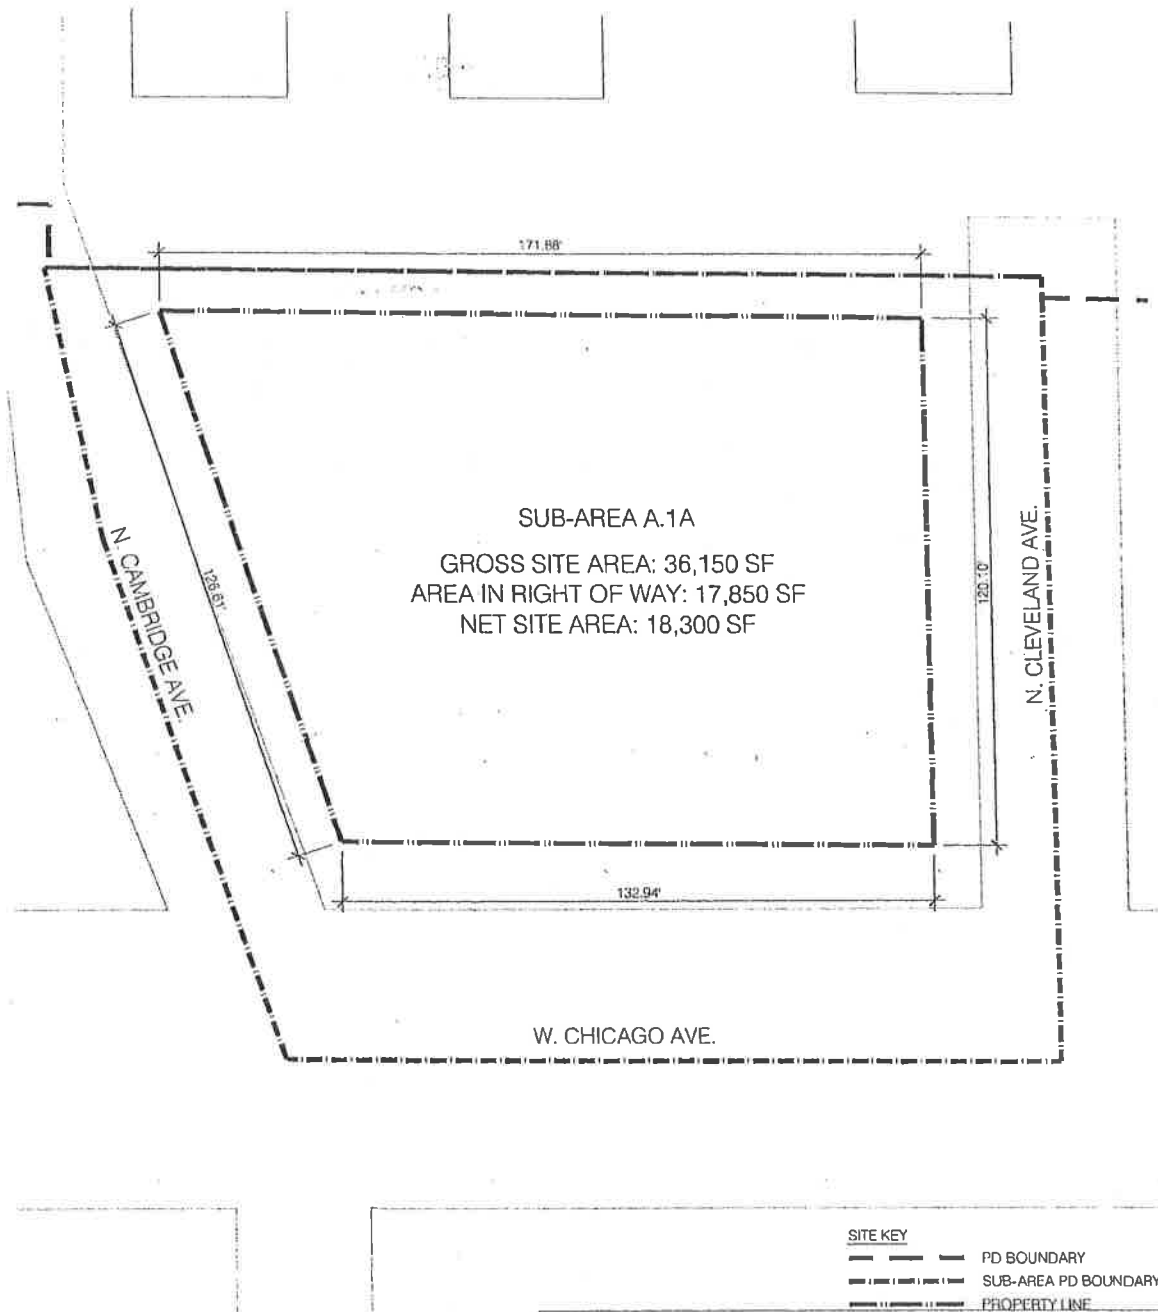 171.88'
126.61'
N. CAMBRIDGE AVE.
SUB-AREA A.1A
GROSS SITE AREA: 36,150 SF
AREA IN RIGHT OF WAY: 17,850 SF
NET SITE AREA: 18,300 SF
120.10'
N. CLEVELAND AVE.
132.94'
W. CHICAGO AVE.
SITE KEY
PD BOUNDARY
SUB-AREA PD BOUNDARY
PROPERTY LINE